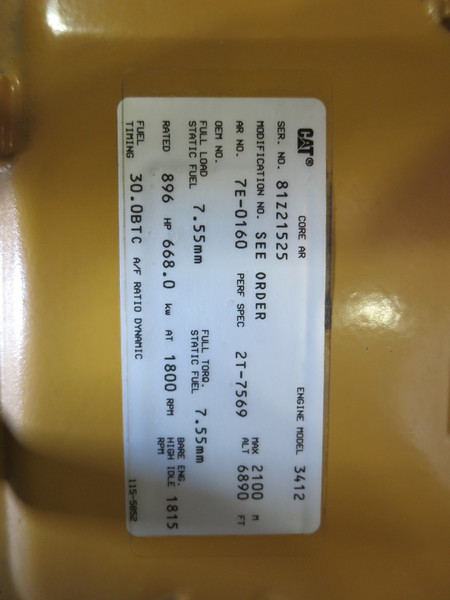 CAT® CORE AR ENGINE MODEL 3412
SER. NO. 81Z21525
MODIFICATION NO. SEE ORDER MAX ALT 2100 M 6890 FT
AR NO. 7E-0160 PERF SPEC 2T-7569
OEM NO.
FULL LOAD STATIC FUEL 7.55mm FULL TORQ. STATIC FUEL 7.55mm
RATED 896 HP 668.0 kw AT 1800 RPM BARE ENG. HIGH IDLE RPM 1815
FUEL TIMING 30.0BTC A/F RATIO DYNAMIC
115-5052